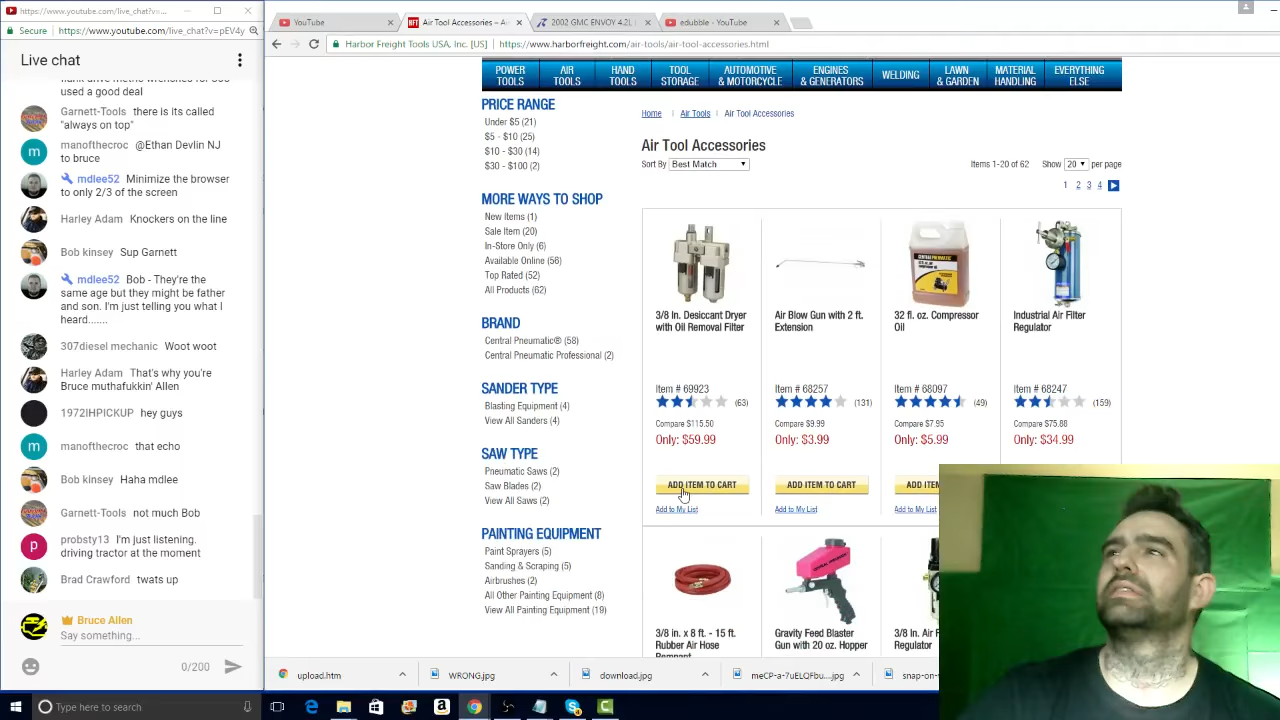 https://www.youtube.com/live_chat?v=
Secure
https://www.youtube.com/live_chat?v=pEV4y
Live chat
used a good deal
Garnett-Tools there is its called
"always on top"
manofthecroc @Ethan Devlin NJ
to bruce
mdlee52 Minimize the browser
to only 2/3 of the screen
Harley Adam Knockers on the line
Bob kinsey Sup Garnett
mdlee52 Bob - They're the
same age but they might be father
and son. I'm just telling you what I
heard.......
307diesel mechanic Woot woot
Harley Adam That's why you're
Bruce muthafukkin' Allen
1972IHPICKUP hey guys
manofthecroc that echo
Bob kinsey Haha mdlee
Garnett-Tools not much Bob
probsty13 I'm just listening.
driving tractor at the moment
Brad Crawford twats up
Bruce Allen
Say something...
0/200
YouTube
Air Tool Accessories – Ai
2002 GMC ENVOY 4.2L
edubble - YouTube
Harbor Freight Tools USA, Inc. [US]
https://www.harborfreight.com/air-tools/air-tool-accessories.html
POWER TOOLS
AIR TOOLS
HAND TOOLS
TOOL STORAGE
AUTOMOTIVE & MOTORCYCLE
ENGINES & GENERATORS
WELDING
LAWN & GARDEN
MATERIAL HANDLING
EVERYTHING ELSE
PRICE RANGE
Under $5 (21)
$5 - $10 (25)
$10 - $30 (14)
$30 - $100 (2)
MORE WAYS TO SHOP
New Items (1)
Sale Item (20)
In-Store Only (6)
Available Online (56)
Top Rated (52)
All Products (62)
BRAND
Central Pneumatic® (58)
Central Pneumatic Professional (2)
SANDER TYPE
Blasting Equipment (4)
View All Sanders (4)
SAW TYPE
Pneumatic Saws (2)
Saw Blades (2)
View All Saws (2)
PAINTING EQUIPMENT
Paint Sprayers (5)
Sanding & Scraping (5)
Airbrushes (2)
All Other Painting Equipment (8)
View All Painting Equipment (19)
Home | Air Tools | Air Tool Accessories
Air Tool Accessories
Sort By Best Match
Items 1-20 of 62 Show 20 per page
1 2 3 4
3/8 In. Desiccant Dryer
with Oil Removal Filter
Item # 69923
(63)
Compare $115.50
Only: $59.99
ADD ITEM TO CART
Add to My List
Air Blow Gun with 2 ft.
Extension
Item # 68257
(131)
Compare $9.99
Only: $3.99
ADD ITEM TO CART
Add to My List
32 fl. oz. Compressor
Oil
Item # 68097
(49)
Compare $7.95
Only: $5.99
ADD ITEM
Add to My List
Industrial Air Filter
Regulator
Item # 68247
(159)
Compare $75.88
Only: $34.99
3/8 in. x 8 ft. - 15 ft.
Rubber Air Hose
Remnant
Gravity Feed Blaster
Gun with 20 oz. Hopper
3/8 In. Air F
Regulator
upload.htm
WRONG.jpg
download.jpg
meCP-a-7uELQFbu....jpg
snap-on-
Type here to search